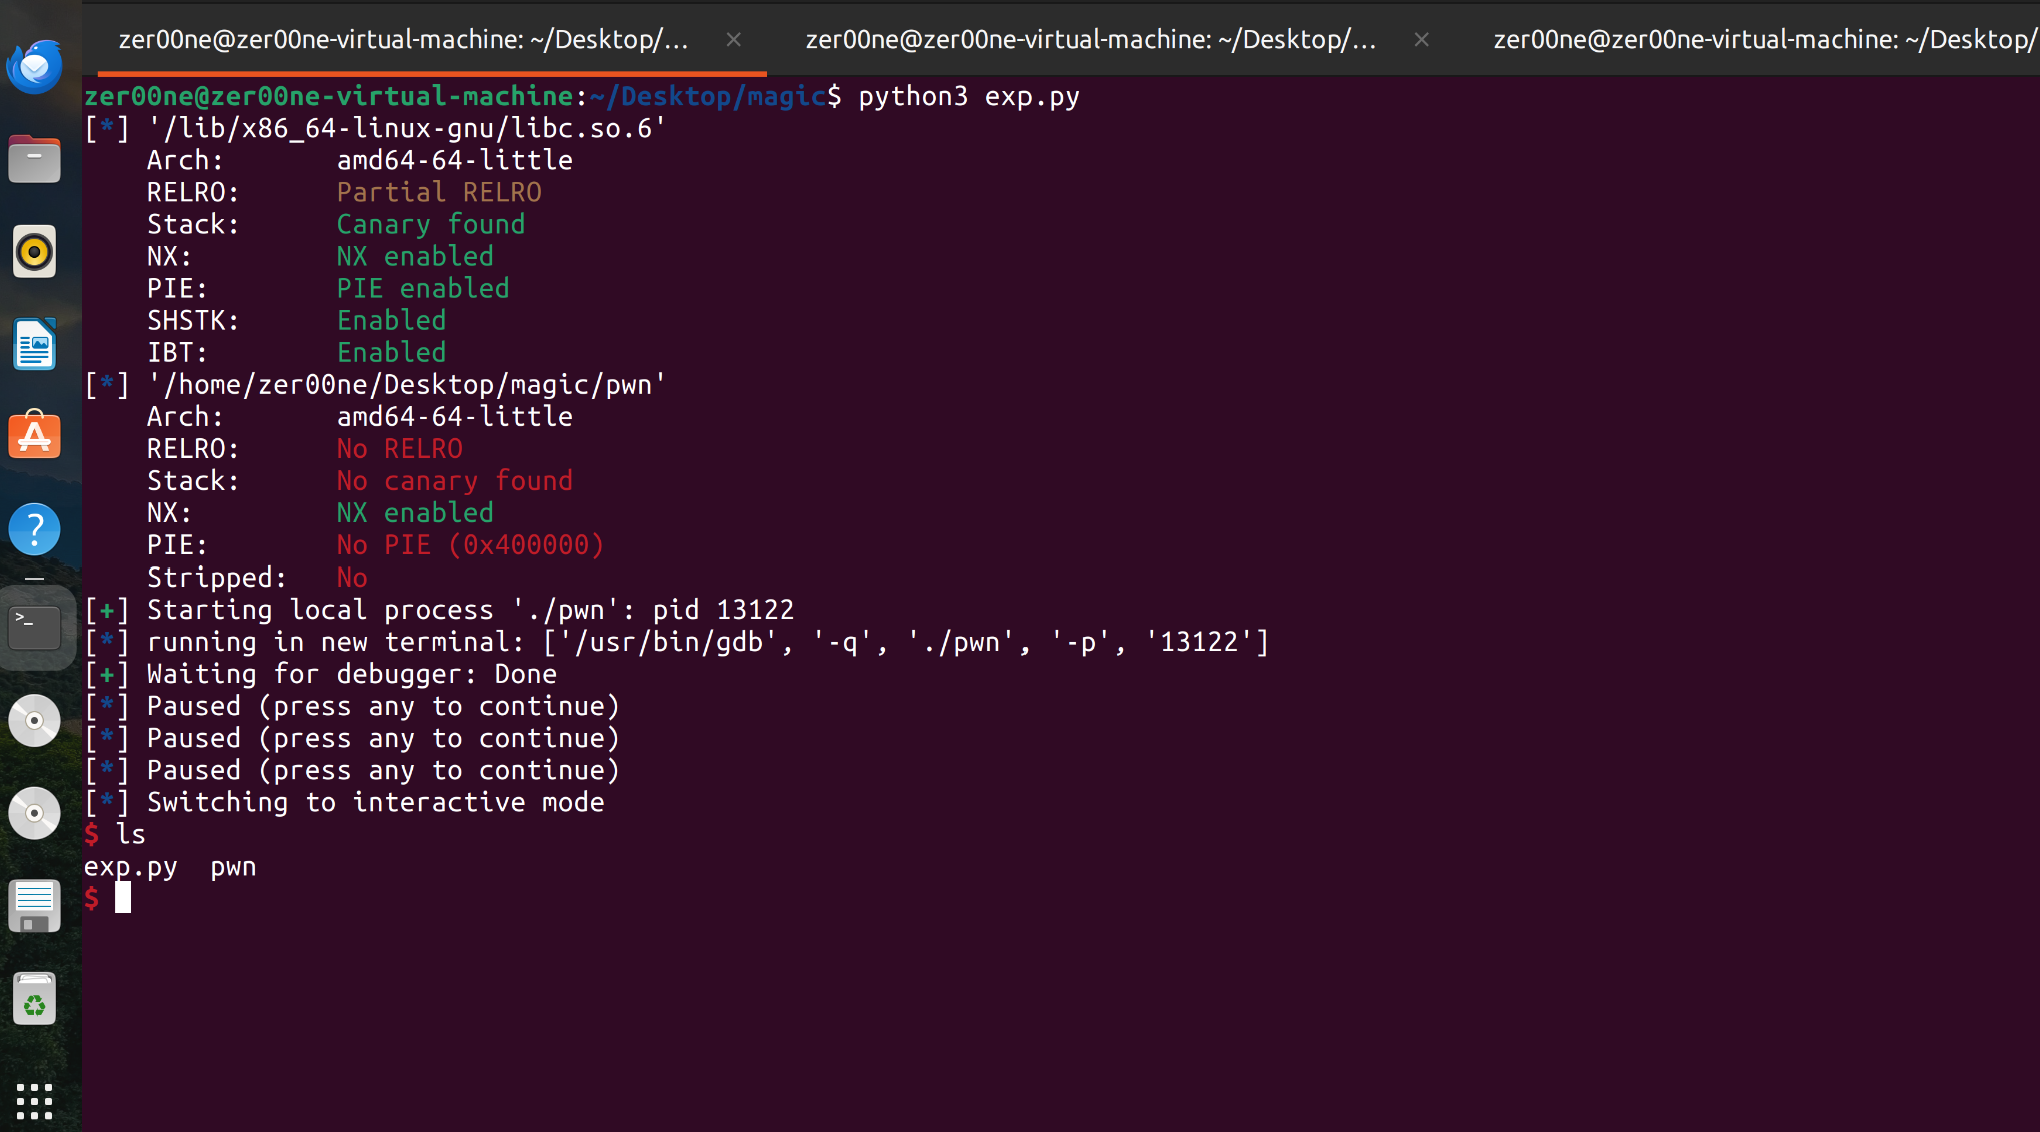 zer00ne@zer00ne-virtual-machine: ~/Desktop/... × zer00ne@zer00ne-virtual-machine: ~/Desktop/... × zer00ne@zer00ne-virtual-machine: ~/Desktop/
zer00ne@zer00ne-virtual-machine:~/Desktop/magic$ python3 exp.py
[*] '/lib/x86_64-linux-gnu/libc.so.6'
    Arch:       amd64-64-little
    RELRO:      Partial RELRO
    Stack:      Canary found
    NX:         NX enabled
    PIE:        PIE enabled
    SHSTK:      Enabled
    IBT:        Enabled
[*] '/home/zer00ne/Desktop/magic/pwn'
    Arch:       amd64-64-little
    RELRO:      No RELRO
    Stack:      No canary found
    NX:         NX enabled
    PIE:        No PIE (0x400000)
    Stripped:   No
[+] Starting local process './pwn': pid 13122
[*] running in new terminal: ['/usr/bin/gdb', '-q', './pwn', '-p', '13122']
[+] Waiting for debugger: Done
[*] Paused (press any to continue)
[*] Paused (press any to continue)
[*] Paused (press any to continue)
[*] Switching to interactive mode
$ ls
exp.py  pwn
$